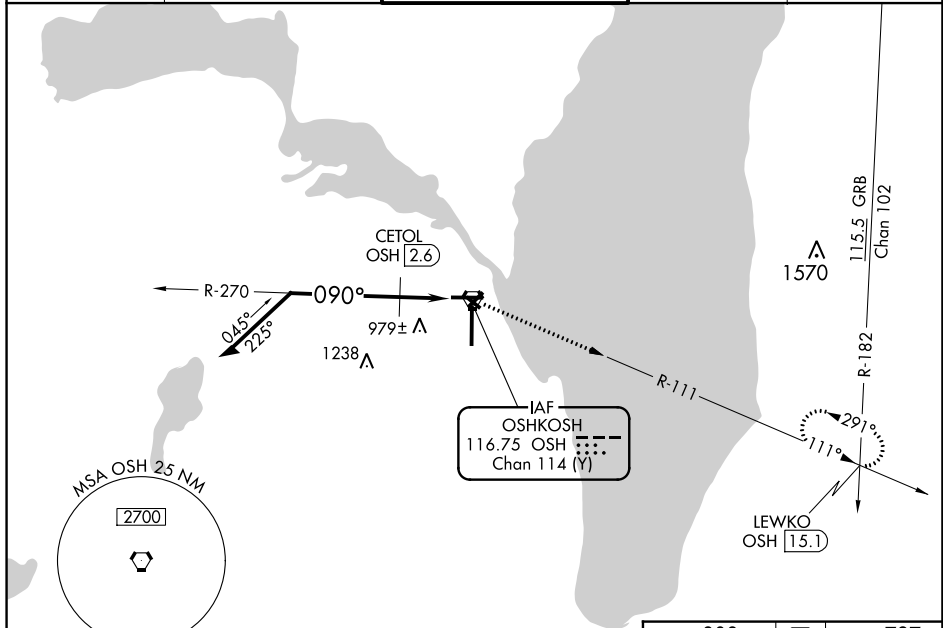 115.5 GRB
Chan 102
CETOL
OSH 2.6
1570
R-270
090°
045°
225°
979±
1238
R-182
R-111
IAF
OSHKOSH
116.75 OSH
Chan 114 (Y)
291°
111°
MSA OSH 25 NM
2700
LEWKO
OSH 15.1